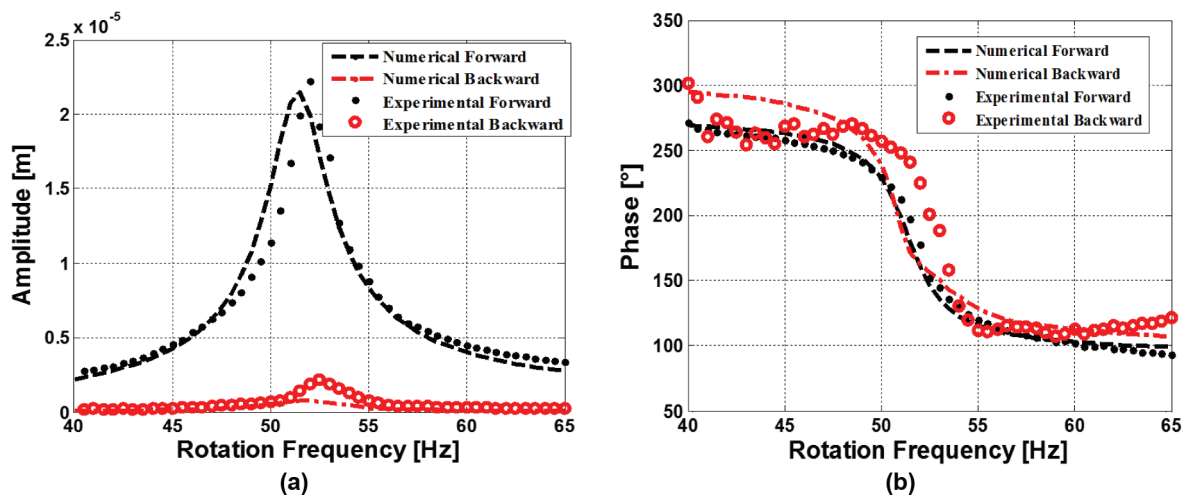 x 10⁻⁵
2.5
2
1.5
1
0.5
0
40 45 50 55 60 65
Amplitude [m]
Rotation Frequency [Hz]
Numerical Forward
Numerical Backward
Experimental Forward
Experimental Backward
(a)
350
300
250
200
150
100
50
40 45 50 55 60 65
Phase [°]
Rotation Frequency [Hz]
Numerical Forward
Numerical Backward
Experimental Forward
Experimental Backward
(b)